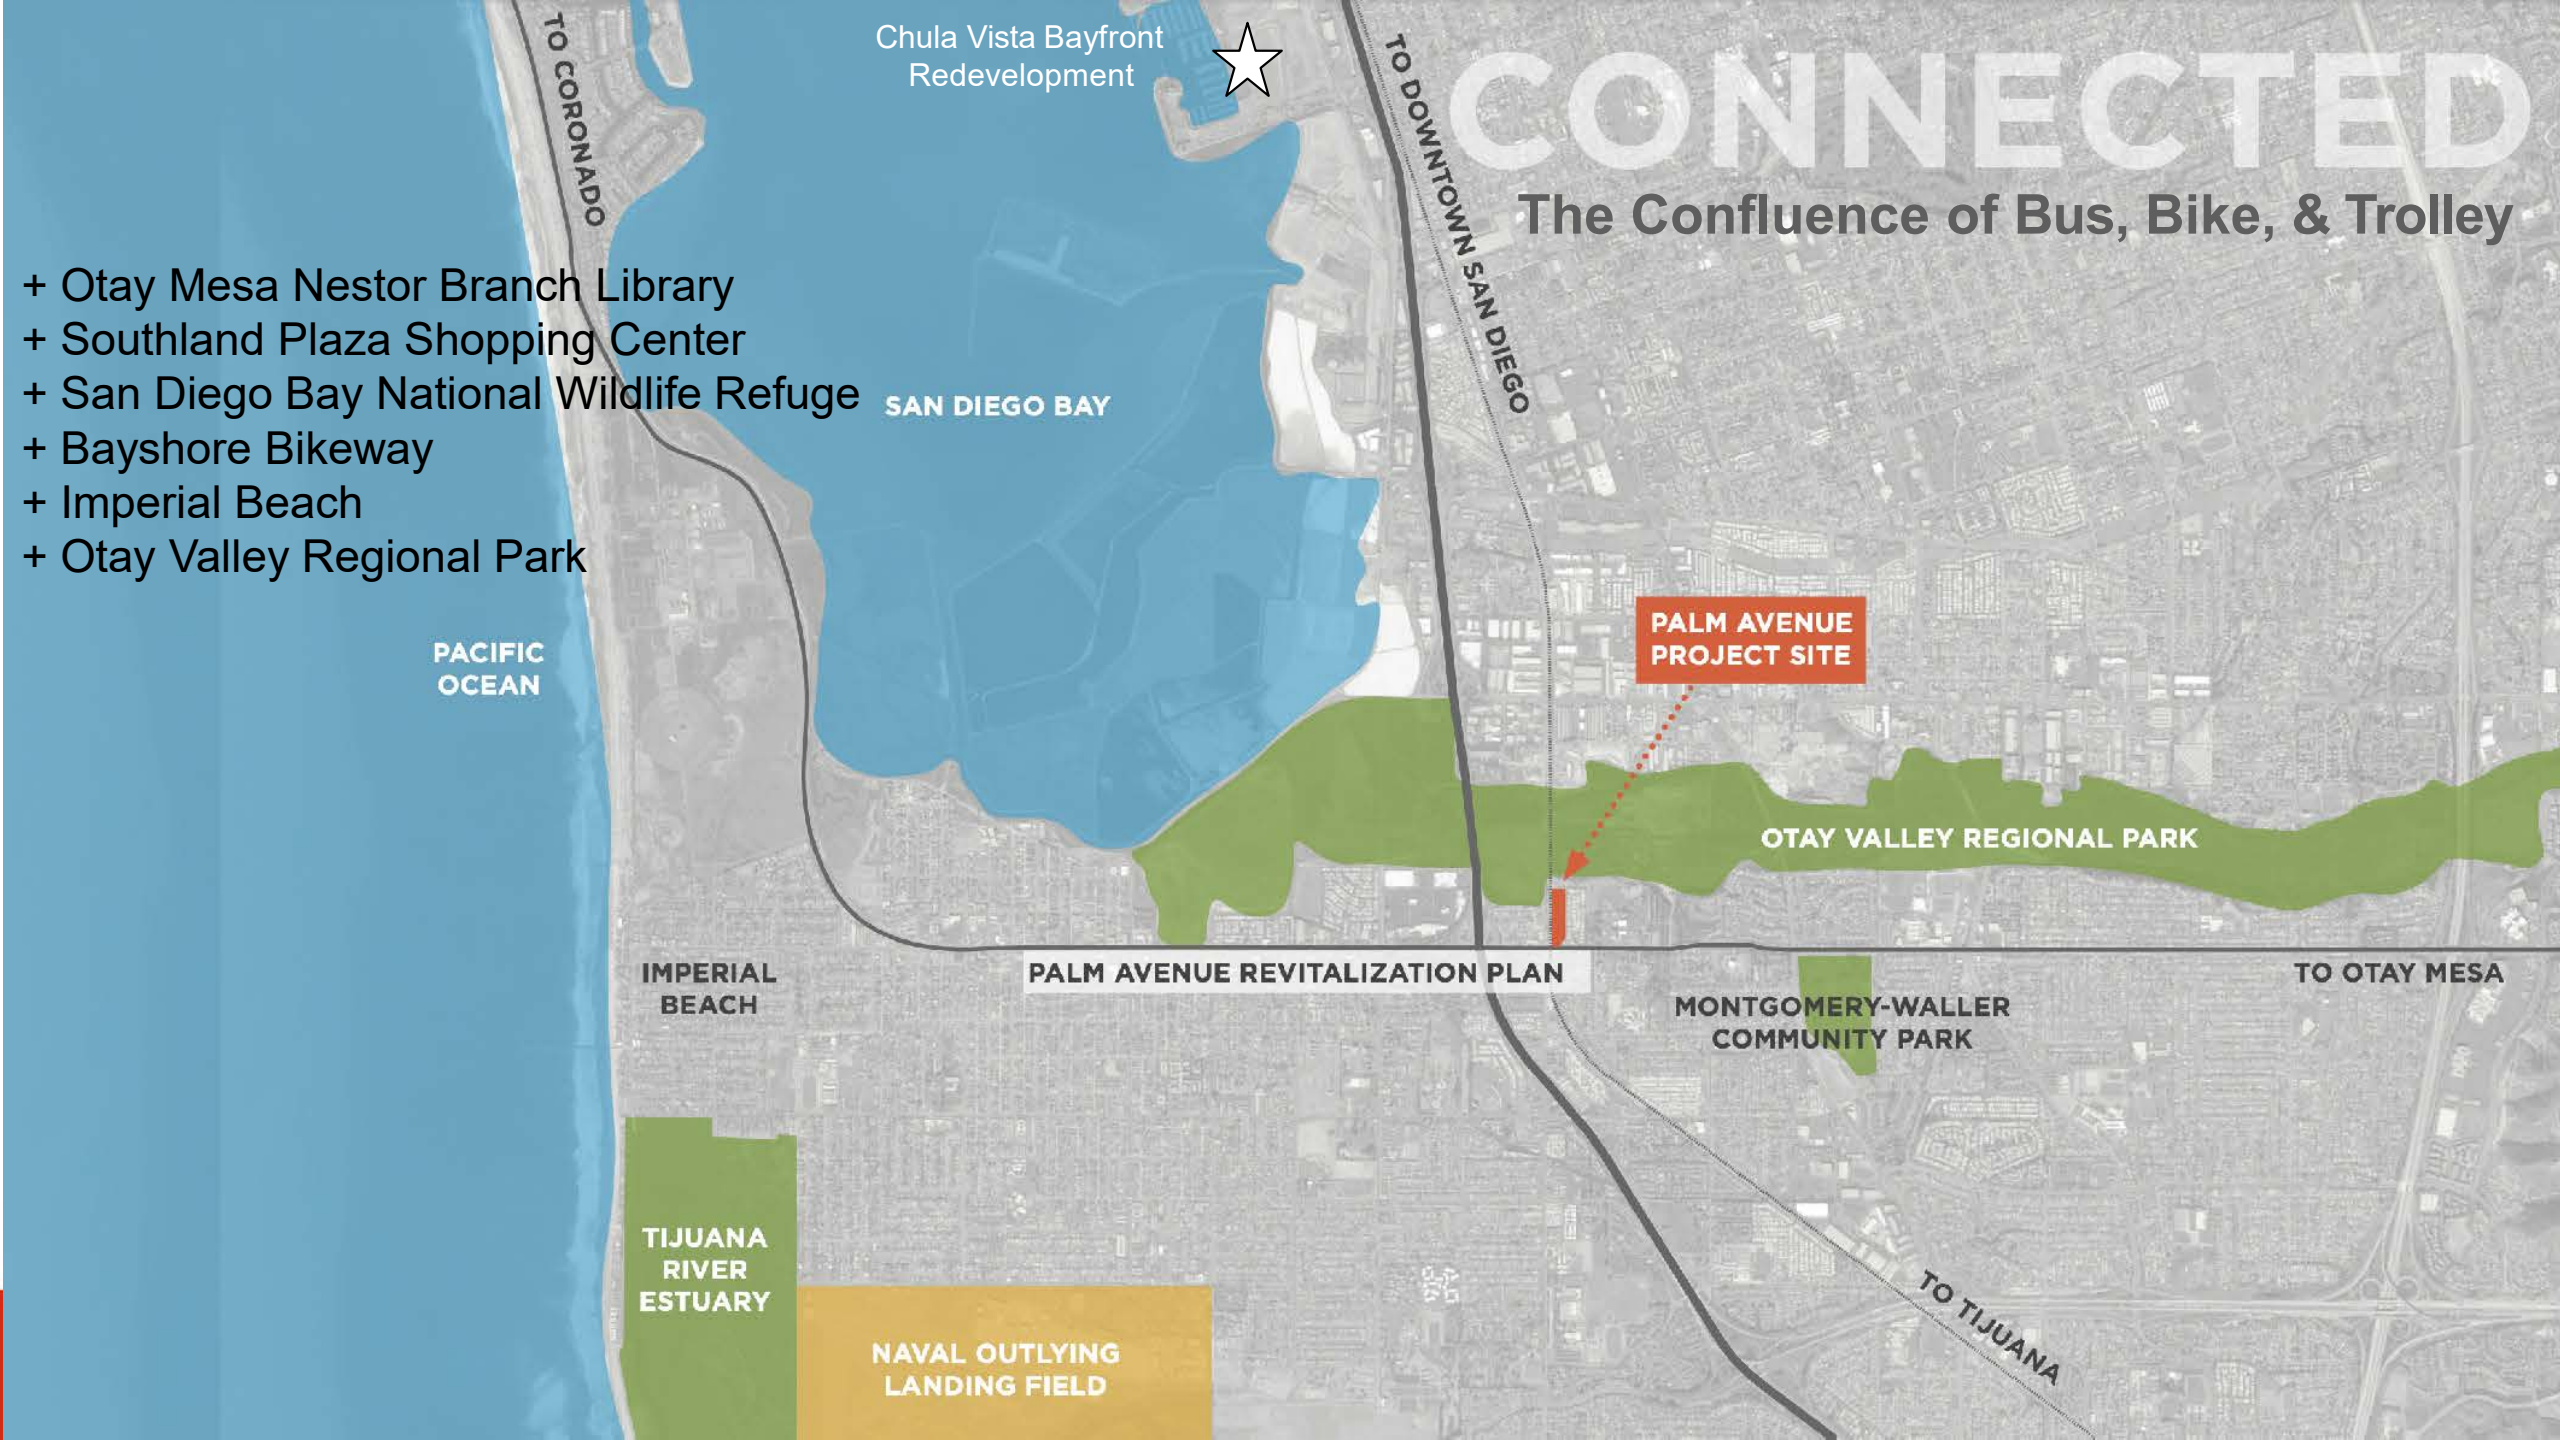 CONNECTED
The Confluence of Bus, Bike, & Trolley
Chula Vista Bayfront
Redevelopment
TO CORONADO
TO DOWNTOWN SAN DIEGO
+ Otay Mesa Nestor Branch Library
+ Southland Plaza Shopping Center
+ San Diego Bay National Wildlife Refuge
+ Bayshore Bikeway
+ Imperial Beach
+ Otay Valley Regional Park
SAN DIEGO BAY
PACIFIC
OCEAN
PALM AVENUE
PROJECT SITE
OTAY VALLEY REGIONAL PARK
IMPERIAL
BEACH
PALM AVENUE REVITALIZATION PLAN
TO OTAY MESA
MONTGOMERY-WALLER
COMMUNITY PARK
TIJUANA
RIVER
ESTUARY
NAVAL OUTLYING
LANDING FIELD
TO TIJUANA